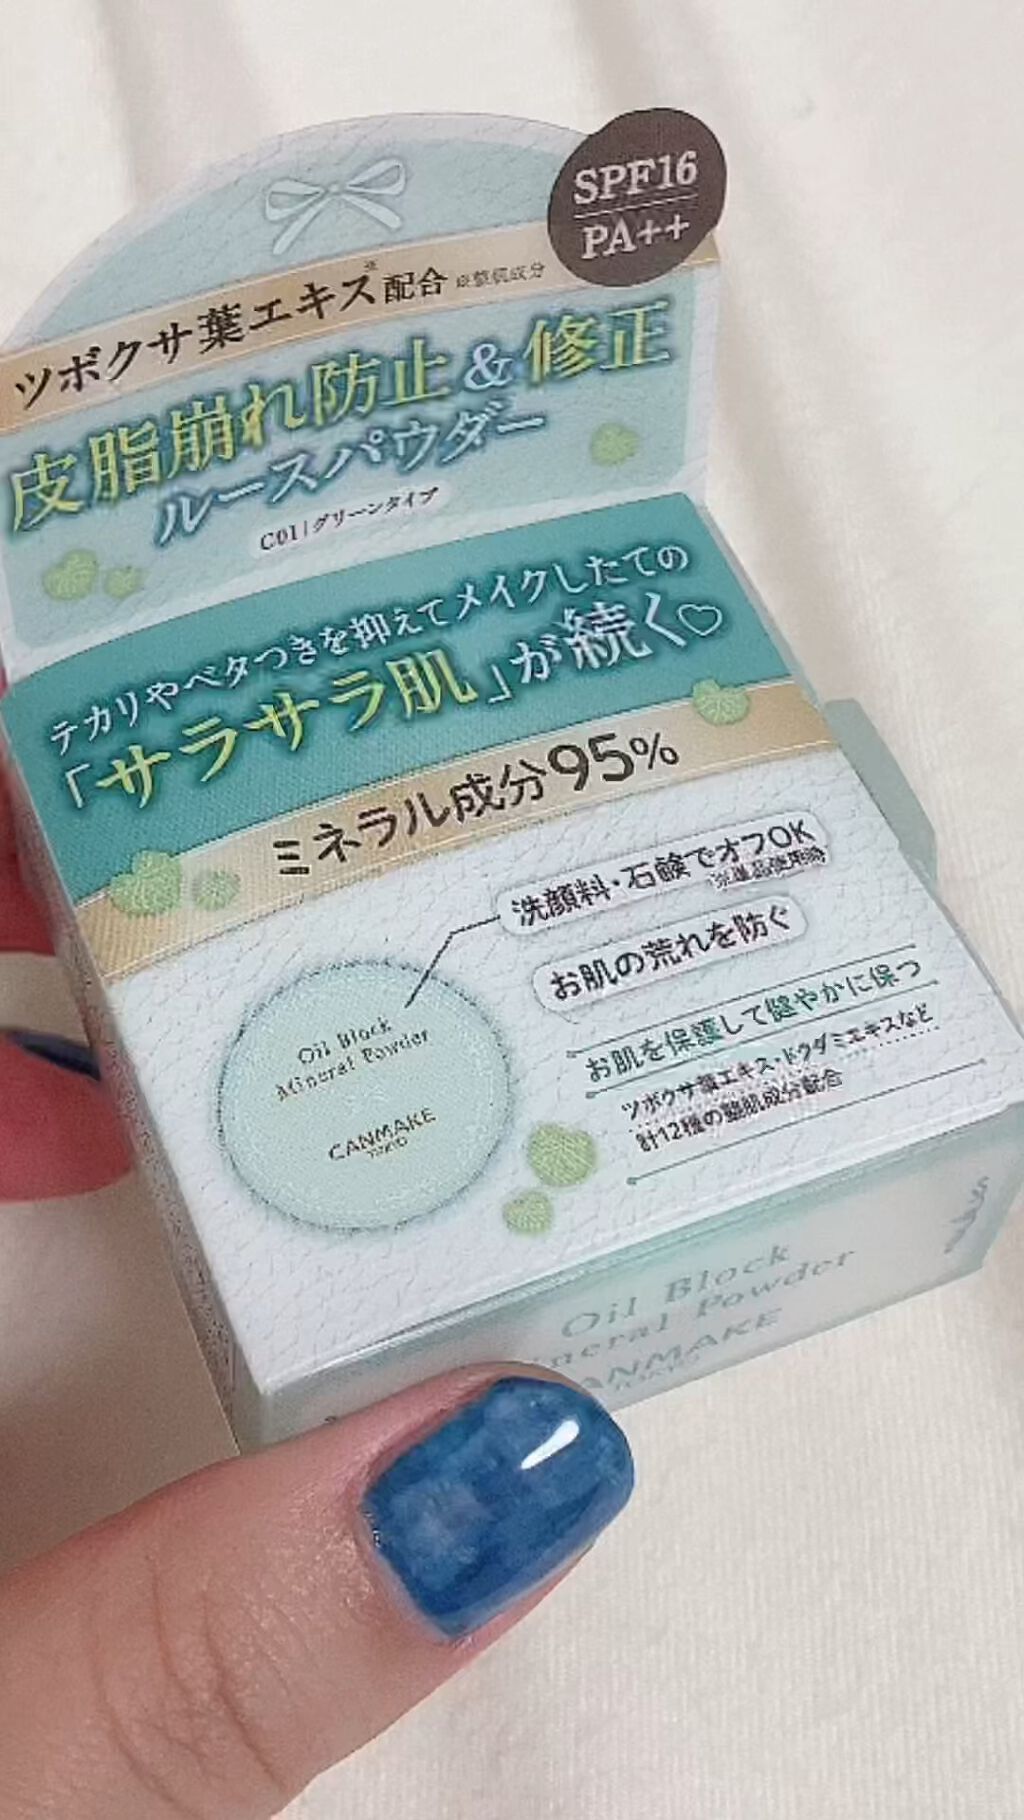 SPF16
PA++
ツボクサ葉エキス※配合 ※整肌成分
皮脂崩れ防止&修正
ルースパウダー
C01|グリーンタイプ
テカリやベタつきを抑えてメイクしたての
「サラサラ肌」が続く♡
ミネラル成分95%
洗顔料・石鹸でオフOK
※単品使用時
お肌の荒れを防ぐ
お肌を保護して健やかに保つ
ツボクサ葉エキス・ドクダミエキスなど
計12種の整肌成分配合
Oil Block
Mineral Powder
CANMAKE
TOKYO
Oil Block
neral Powder
ANMAKE